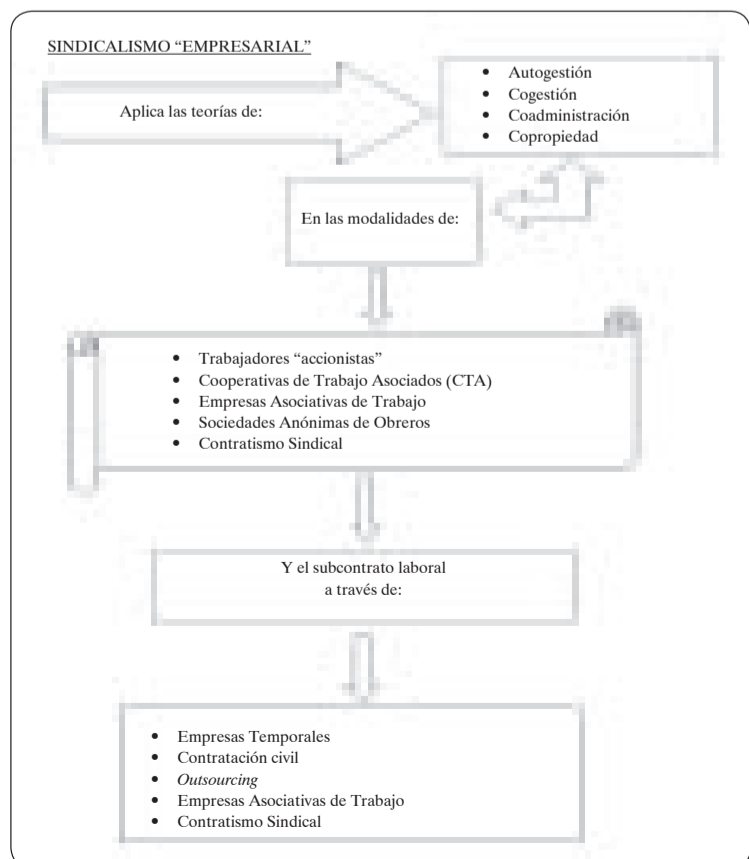 SINDICALISMO “EMPRESARIAL”
Aplica las teorías de:
• Autogestión
• Cogestión
• Coadministración
• Copropiedad
En las modalidades de:
• Trabajadores “accionistas”
• Cooperativas de Trabajo Asociados (CTA)
• Empresas Asociativas de Trabajo
• Sociedades Anónimas de Obreros
• Contratismo Sindical
Y el subcontrato laboral
a través de:
• Empresas Temporales
• Contratación civil
• Outsourcing
• Empresas Asociativas de Trabajo
• Contratismo Sindical